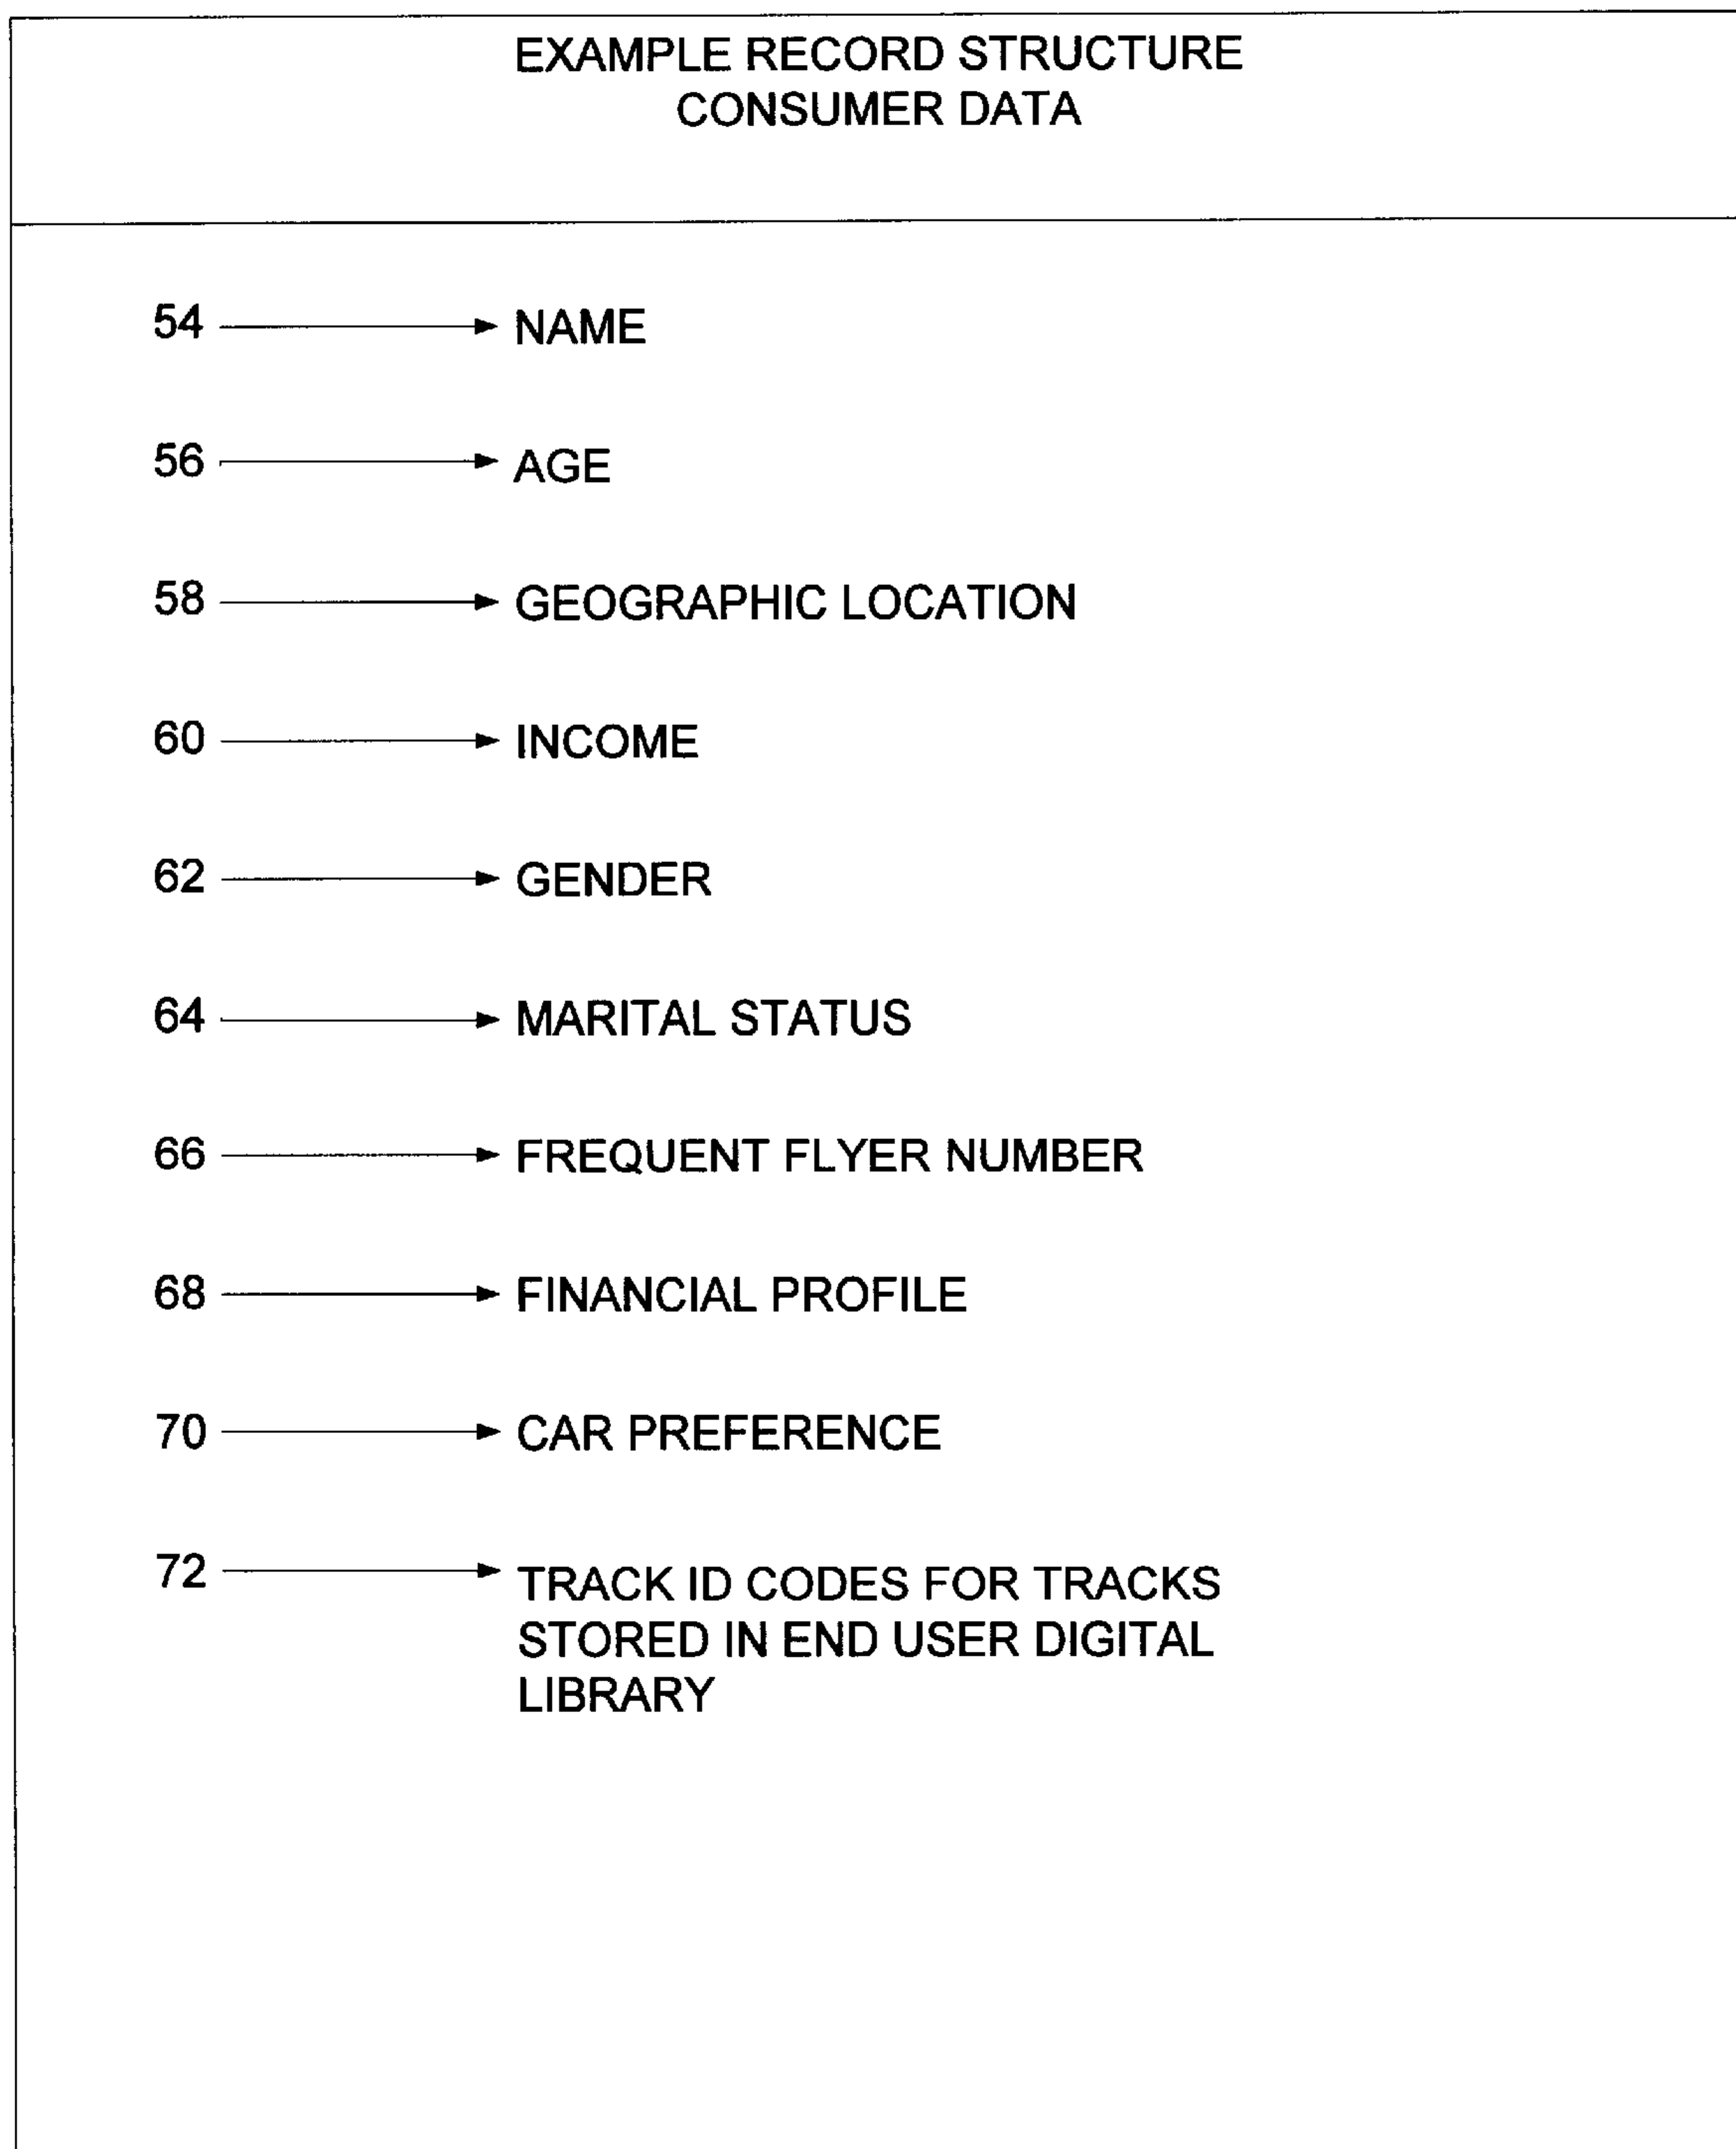 EXAMPLE RECORD STRUCTURE
CONSUMER DATA
54 NAME
56 AGE
58 GEOGRAPHIC LOCATION
60 INCOME
62 GENDER
64 MARITAL STATUS
66 FREQUENT FLYER NUMBER
68 FINANCIAL PROFILE
70 CAR PREFERENCE
72 TRACK ID CODES FOR TRACKS
STORED IN END USER DIGITAL
LIBRARY